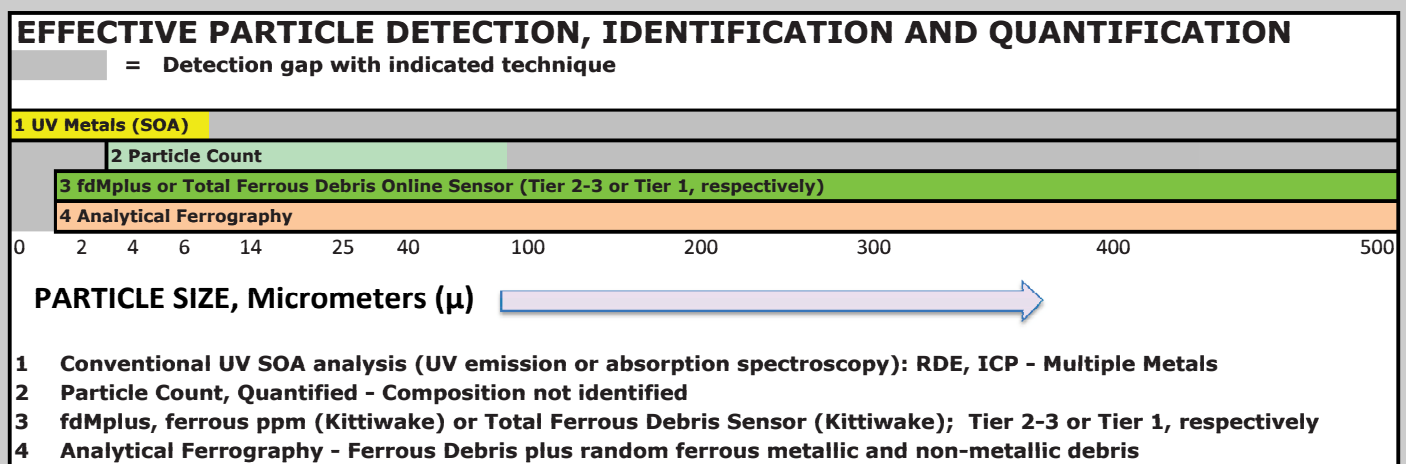 EFFECTIVE PARTICLE DETECTION, IDENTIFICATION AND QUANTIFICATION
= Detection gap with indicated technique
1 UV Metals (SOA)
2 Particle Count
3 fdMplus or Total Ferrous Debris Online Sensor (Tier 2-3 or Tier 1, respectively)
4 Analytical Ferrography
0 2 4 6 14 25 40 100 200 300 400 500
PARTICLE SIZE, Micrometers (μ)
1 Conventional UV SOA analysis (UV emission or absorption spectroscopy): RDE, ICP - Multiple Metals
2 Particle Count, Quantified - Composition not identified
3 fdMplus, ferrous ppm (Kittiwake) or Total Ferrous Debris Sensor (Kittiwake); Tier 2-3 or Tier 1, respectively
4 Analytical Ferrography - Ferrous Debris plus random ferrous metallic and non-metallic debris